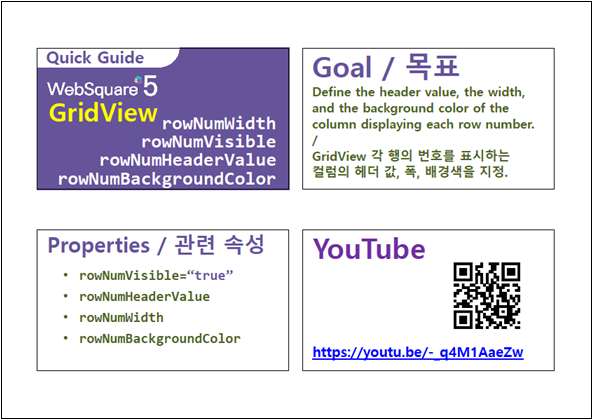 Quick Guide
WebSquare 5
GridView
rowNumWidth
rowNumVisible
rowNumHeaderValue
rowNumBackgroundColor
Goal / 목표
Define the header value, the width,
and the background color of the
column displaying each row number.
/
GridView 각 행의 번호를 표시하는
컬럼의 헤더 값, 폭, 배경색을 지정.
Properties / 관련 속성
• rowNumVisible=“true”
• rowNumHeaderValue
• rowNumWidth
• rowNumBackgroundColor
YouTube
https://youtu.be/-_q4M1AaeZw